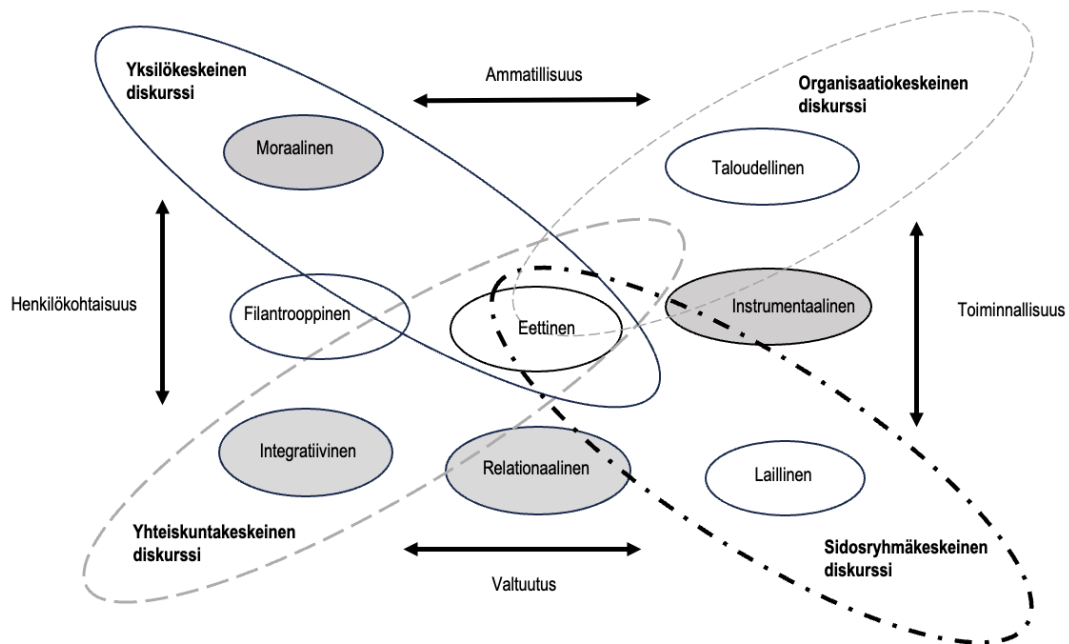 Yksilökeskeinen
diskurssi
Ammatillisuus
Organisaatiokeskeinen
diskurssi
Moraalinen
Taloudellinen
Henkilökohtaisuus
Filantrooppinen
Eettinen
Instrumentaalinen
Toiminnallisuus
Integratiivinen
Relationaalinen
Laillinen
Yhteiskuntakeskeinen
diskurssi
Valtuutus
Sidosryhmäkeskeinen
diskurssi